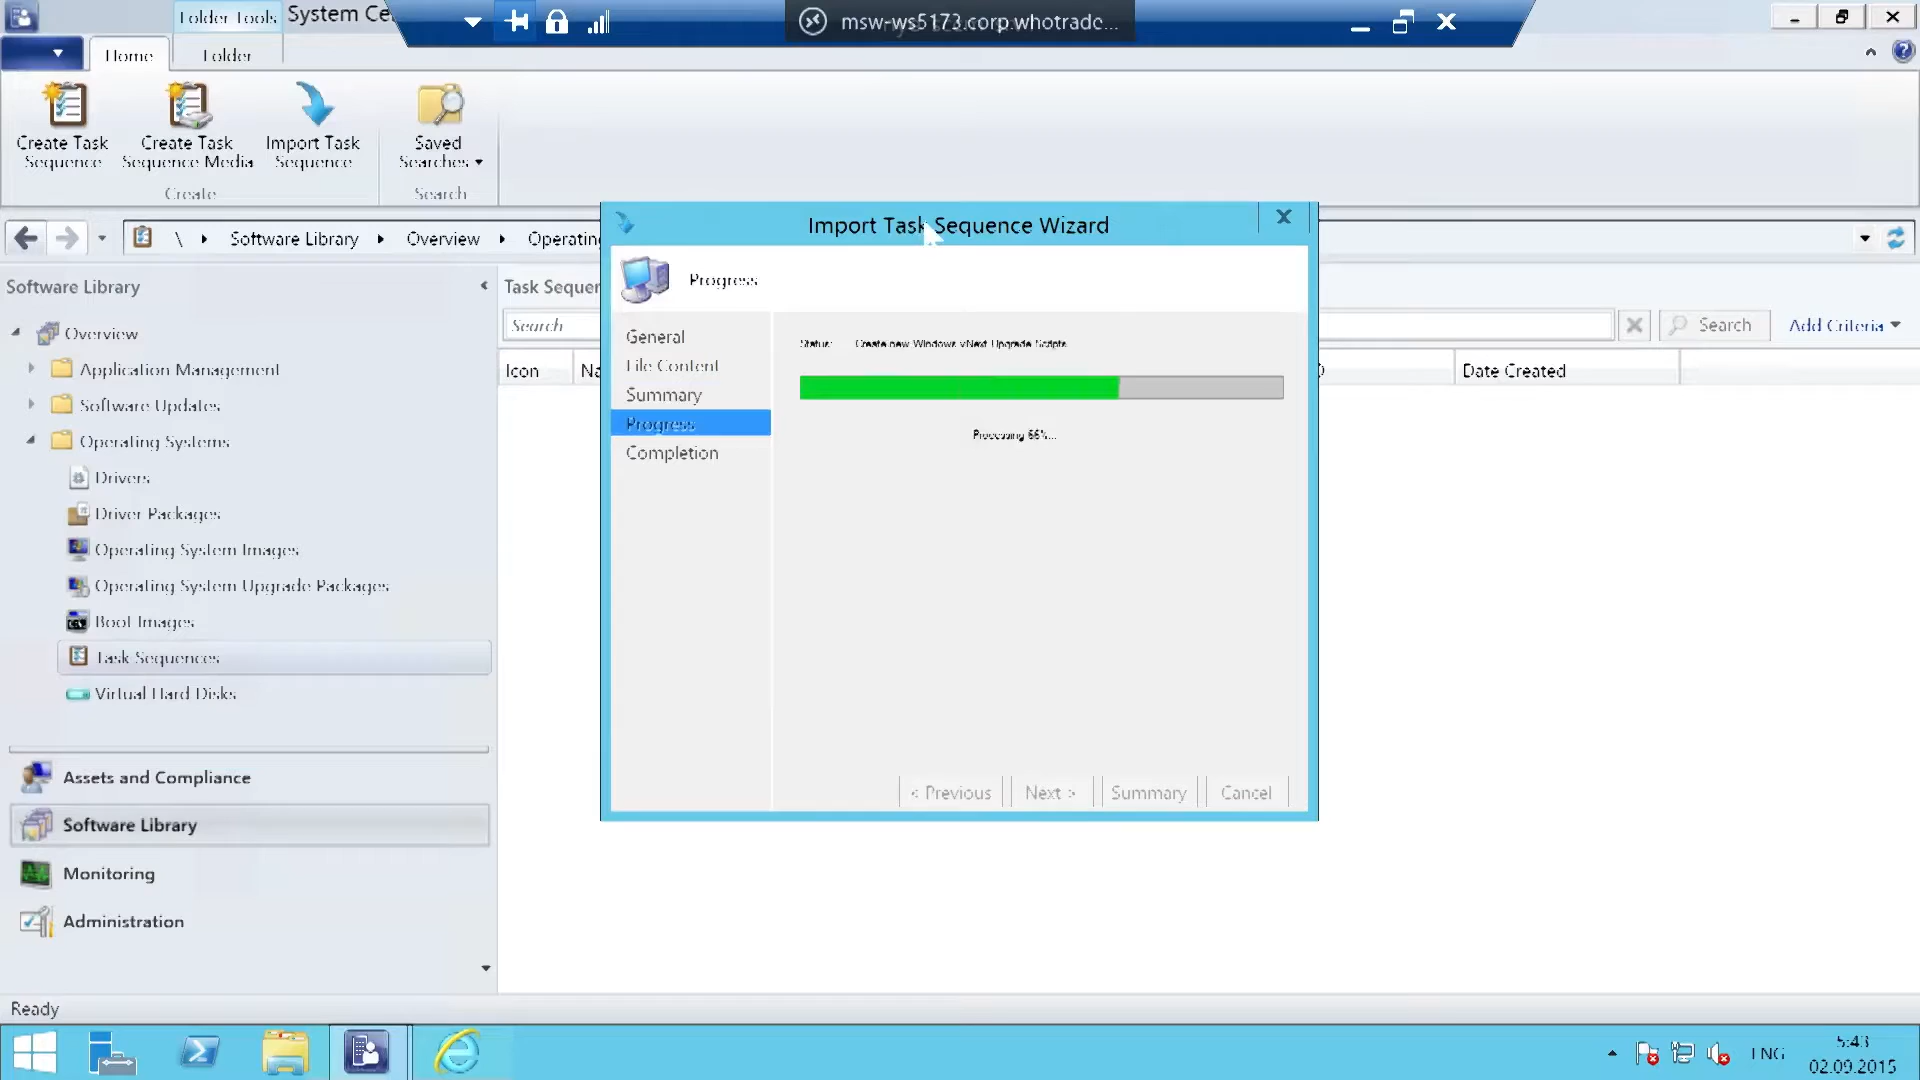 Folder Tools
System Ce
msw-ws5173.corp.whotrade...
Home
Folder
Create Task Sequence
Create Task Sequence Media
Import Task Sequence
Saved Searches
Create
Search
\ Software Library Overview Operating
Import Task Sequence Wizard
Progress
Software Library
Task Sequen
Search
Search
Add Criteria
Icon
Na
Date Created
Overview
Application Management
Software Updates
Operating Systems
Drivers
Driver Packages
Operating System Images
Operating System Upgrade Packages
Boot Images
Task Sequences
Virtual Hard Disks
General
File Content
Summary
Progress
Completion
Status: Create new Windows vNext Upgrade Scripts
Processing 66%...
< Previous
Next >
Summary
Cancel
Assets and Compliance
Software Library
Monitoring
Administration
Ready
ENG
5:43
02.09.2015